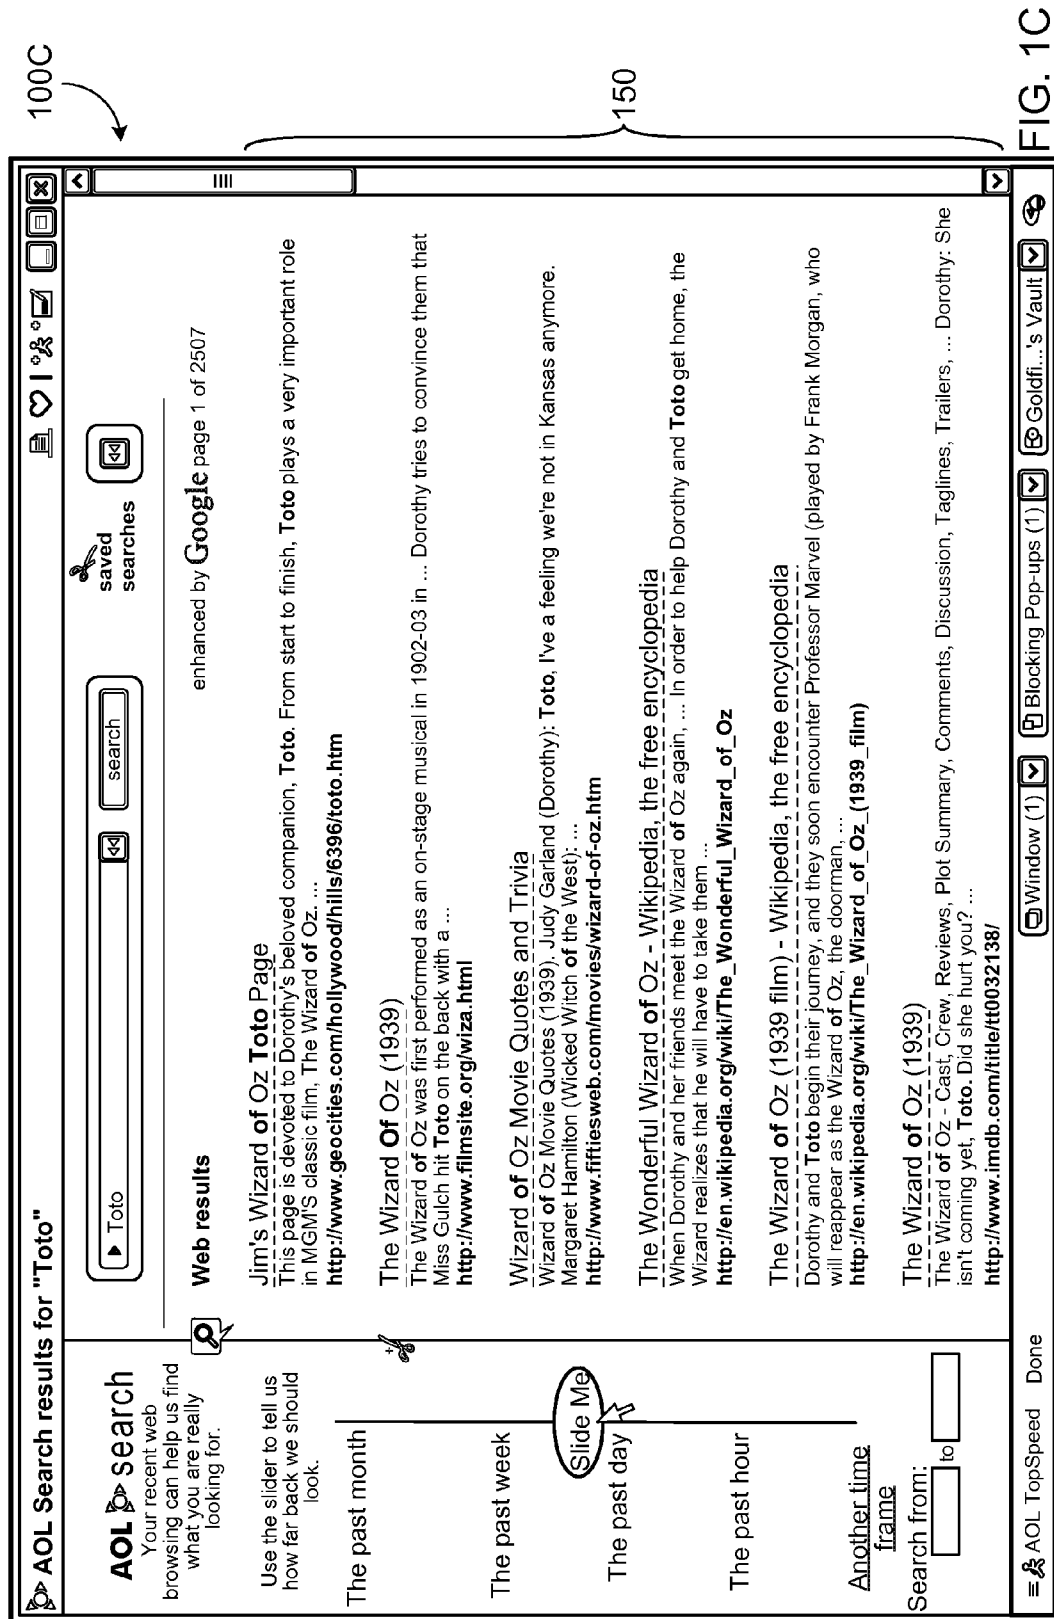 100C
AOL Search results for "Toto"
AOL search
Your recent web
browsing can help us find
what you are really
looking for.
Use the slider to tell us
how far back we should
look.
The past month
The past week
Slide Me
The past day
The past hour
Another time
frame
Search from:
to
Toto
search
saved
searches
Web results
enhanced by Google page 1 of 2507
Jim's Wizard of Oz Toto Page
This page is devoted to Dorothy's beloved companion, Toto. From start to finish, Toto plays a very important role
in MGM'S classic film, The Wizard of Oz. ...
http://www.geocities.com/hollywood/hills/6396/toto.htm
The Wizard Of Oz (1939)
The Wizard of Oz was first performed as an on-stage musical in 1902-03 in ... Dorothy tries to convince them that
Miss Gulch hit Toto on the back with a ...
http://www.filmsite.org/wiza.html
Wizard of Oz Movie Quotes and Trivia
Wizard of Oz Movie Quotes (1939). Judy Garland (Dorothy): Toto, I've a feeling we're not in Kansas anymore.
Margaret Hamilton (Wicked Witch of the West): ...
http://www.fiftiesweb.com/movies/wizard-of-oz.htm
The Wonderful Wizard of Oz - Wikipedia, the free encyclopedia
When Dorothy and her friends meet the Wizard of Oz again, ... In order to help Dorothy and Toto get home, the
Wizard realizes that he will have to take them ...
http://en.wikipedia.org/wiki/The_Wonderful_Wizard_of_Oz
The Wizard of Oz (1939 film) - Wikipedia, the free encyclopedia
Dorothy and Toto begin their journey, and they soon encounter Professor Marvel (played by Frank Morgan, who
will reappear as the Wizard of Oz, the doorman, ...
http://en.wikipedia.org/wiki/The_Wizard_of_Oz_(1939_film)
The Wizard of Oz (1939)
The Wizard of Oz - Cast, Crew, Reviews, Plot Summary, Comments, Discussion, Taglines, Trailers, ... Dorothy: She
isn't coming yet, Toto. Did she hurt you? ...
http://www.imdb.com/title/tt0032138/
150
AOL TopSpeed Done
Window (1)
Blocking Pop-ups (1)
Goldfi...'s Vault
FIG. 1C